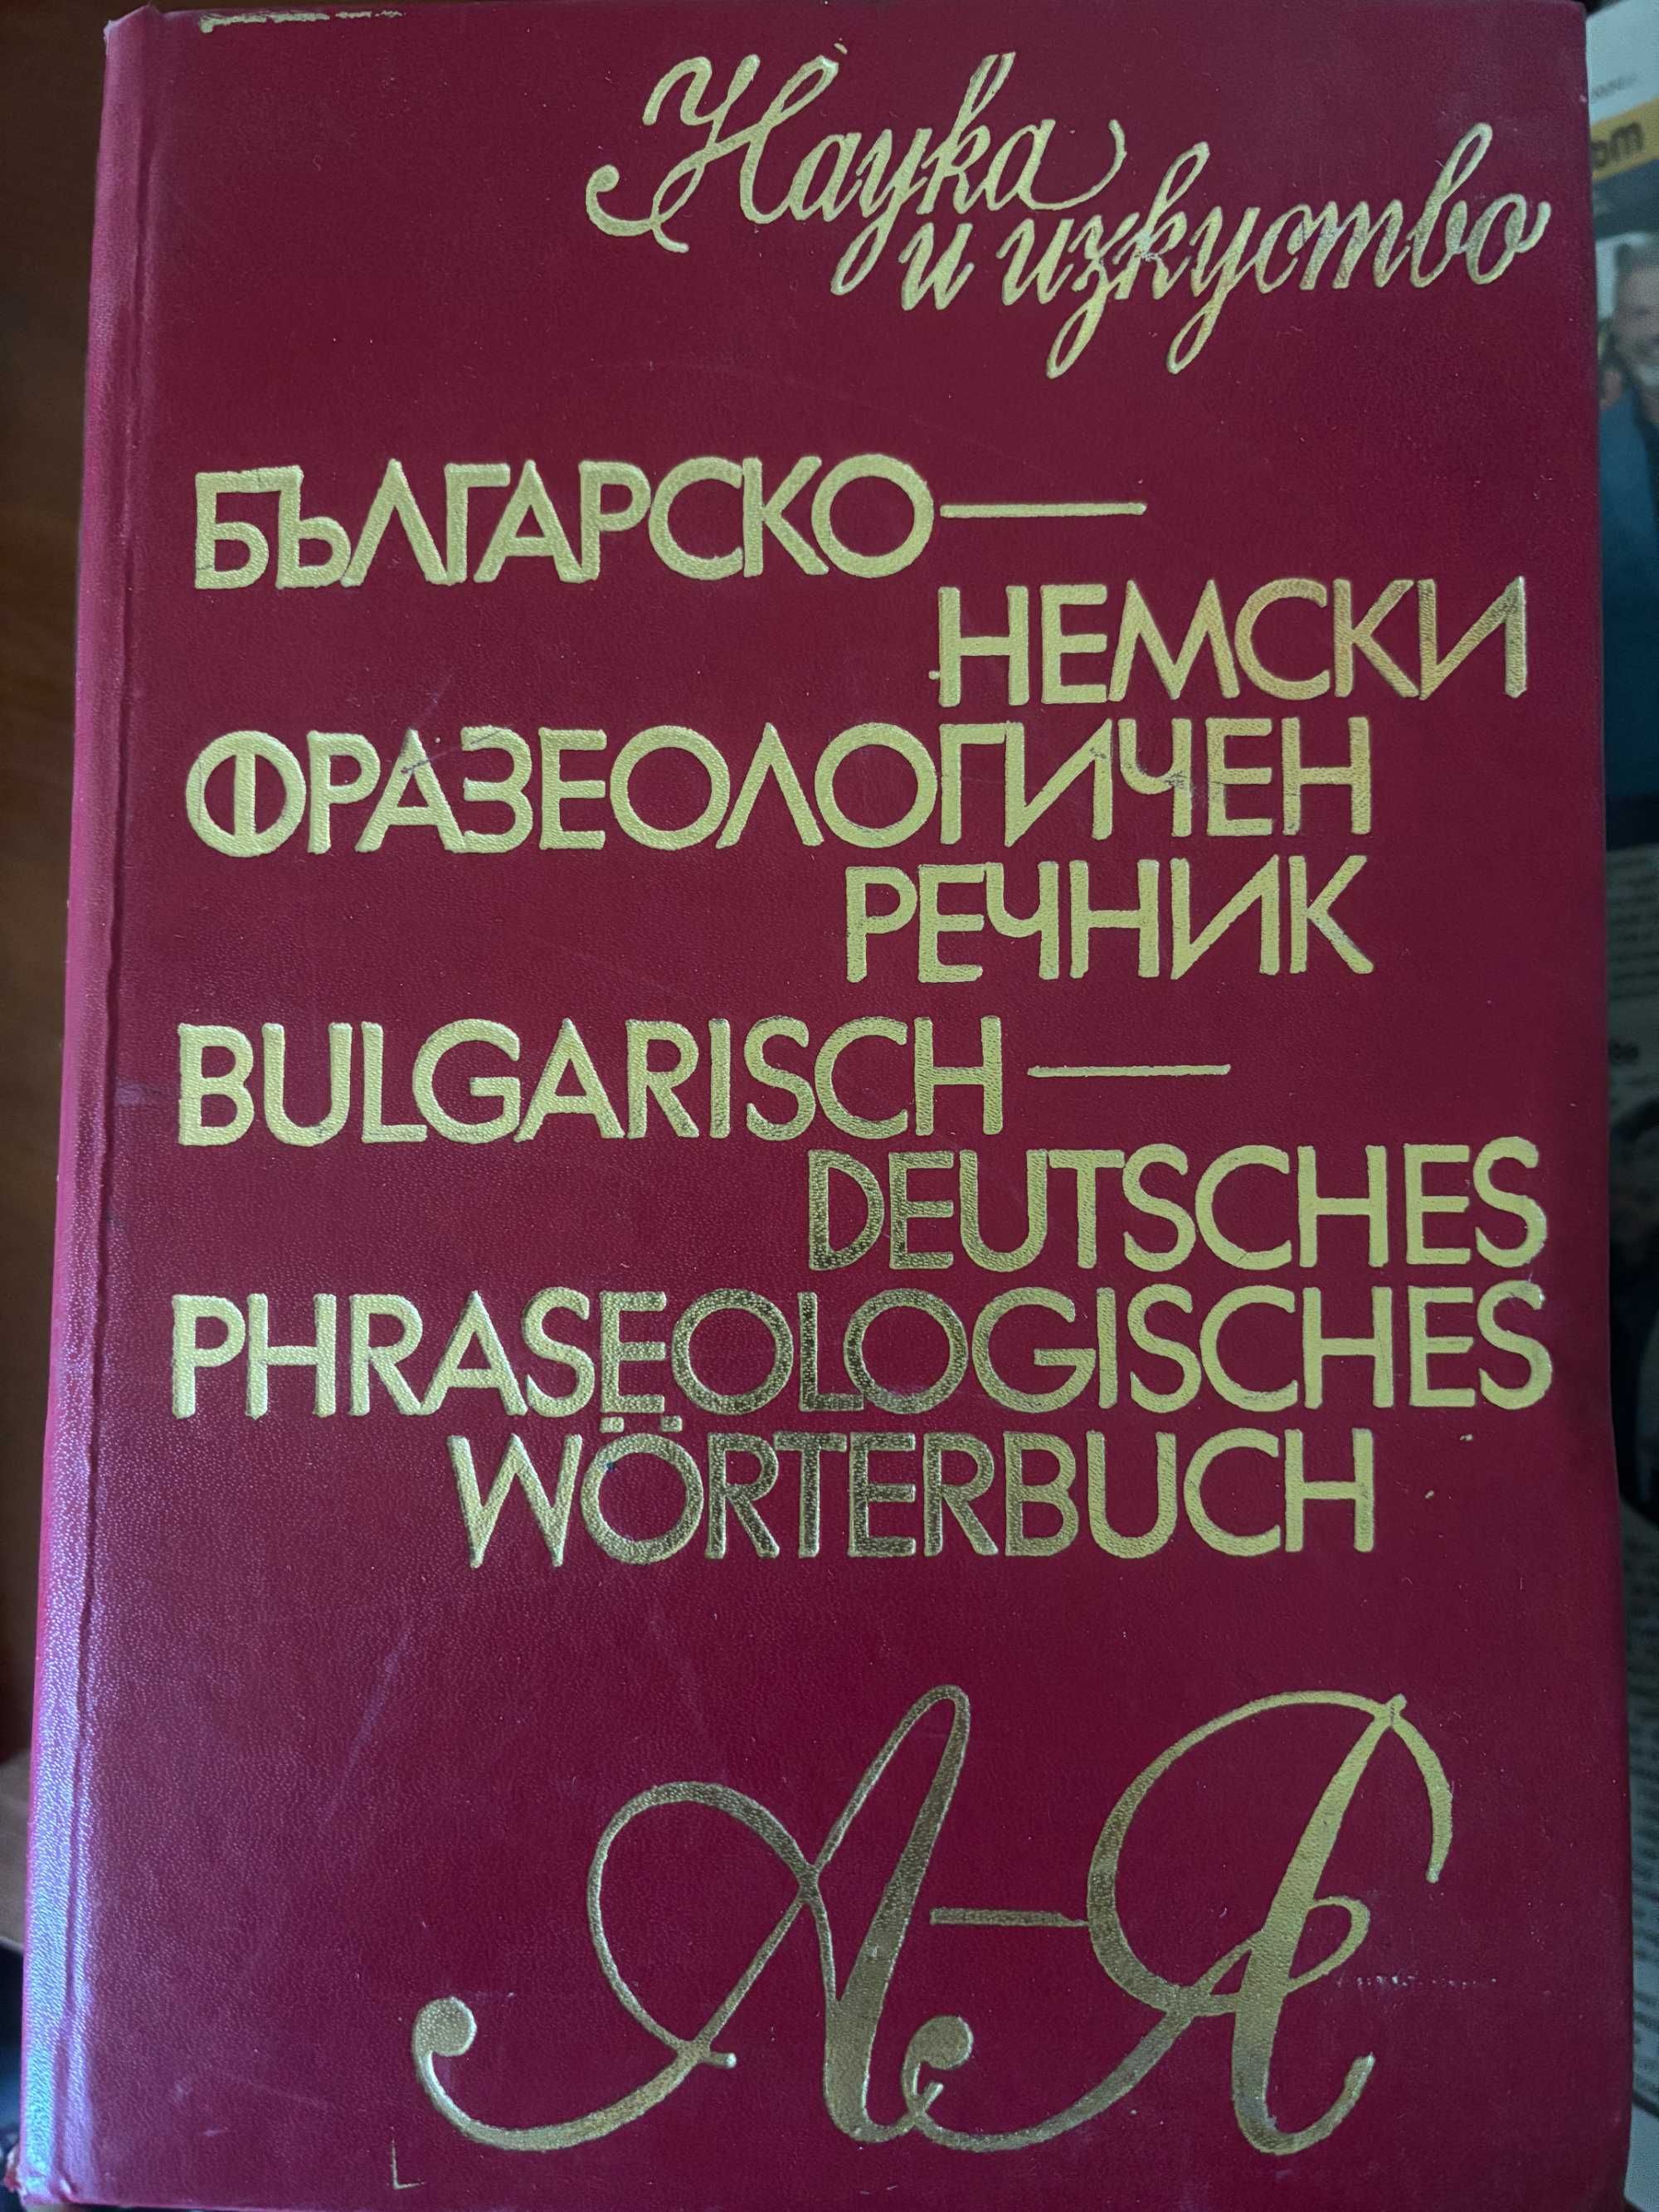 Наука
и изкуство
БЪЛГАРСКО—
НЕМСКИ
ФРАЗЕОЛОГИЧЕН
РЕЧНИК
BULGARISCH—
DEUTSCHES
PHRASEOLOGISCHES
WÖRTERBUCH
А–Я